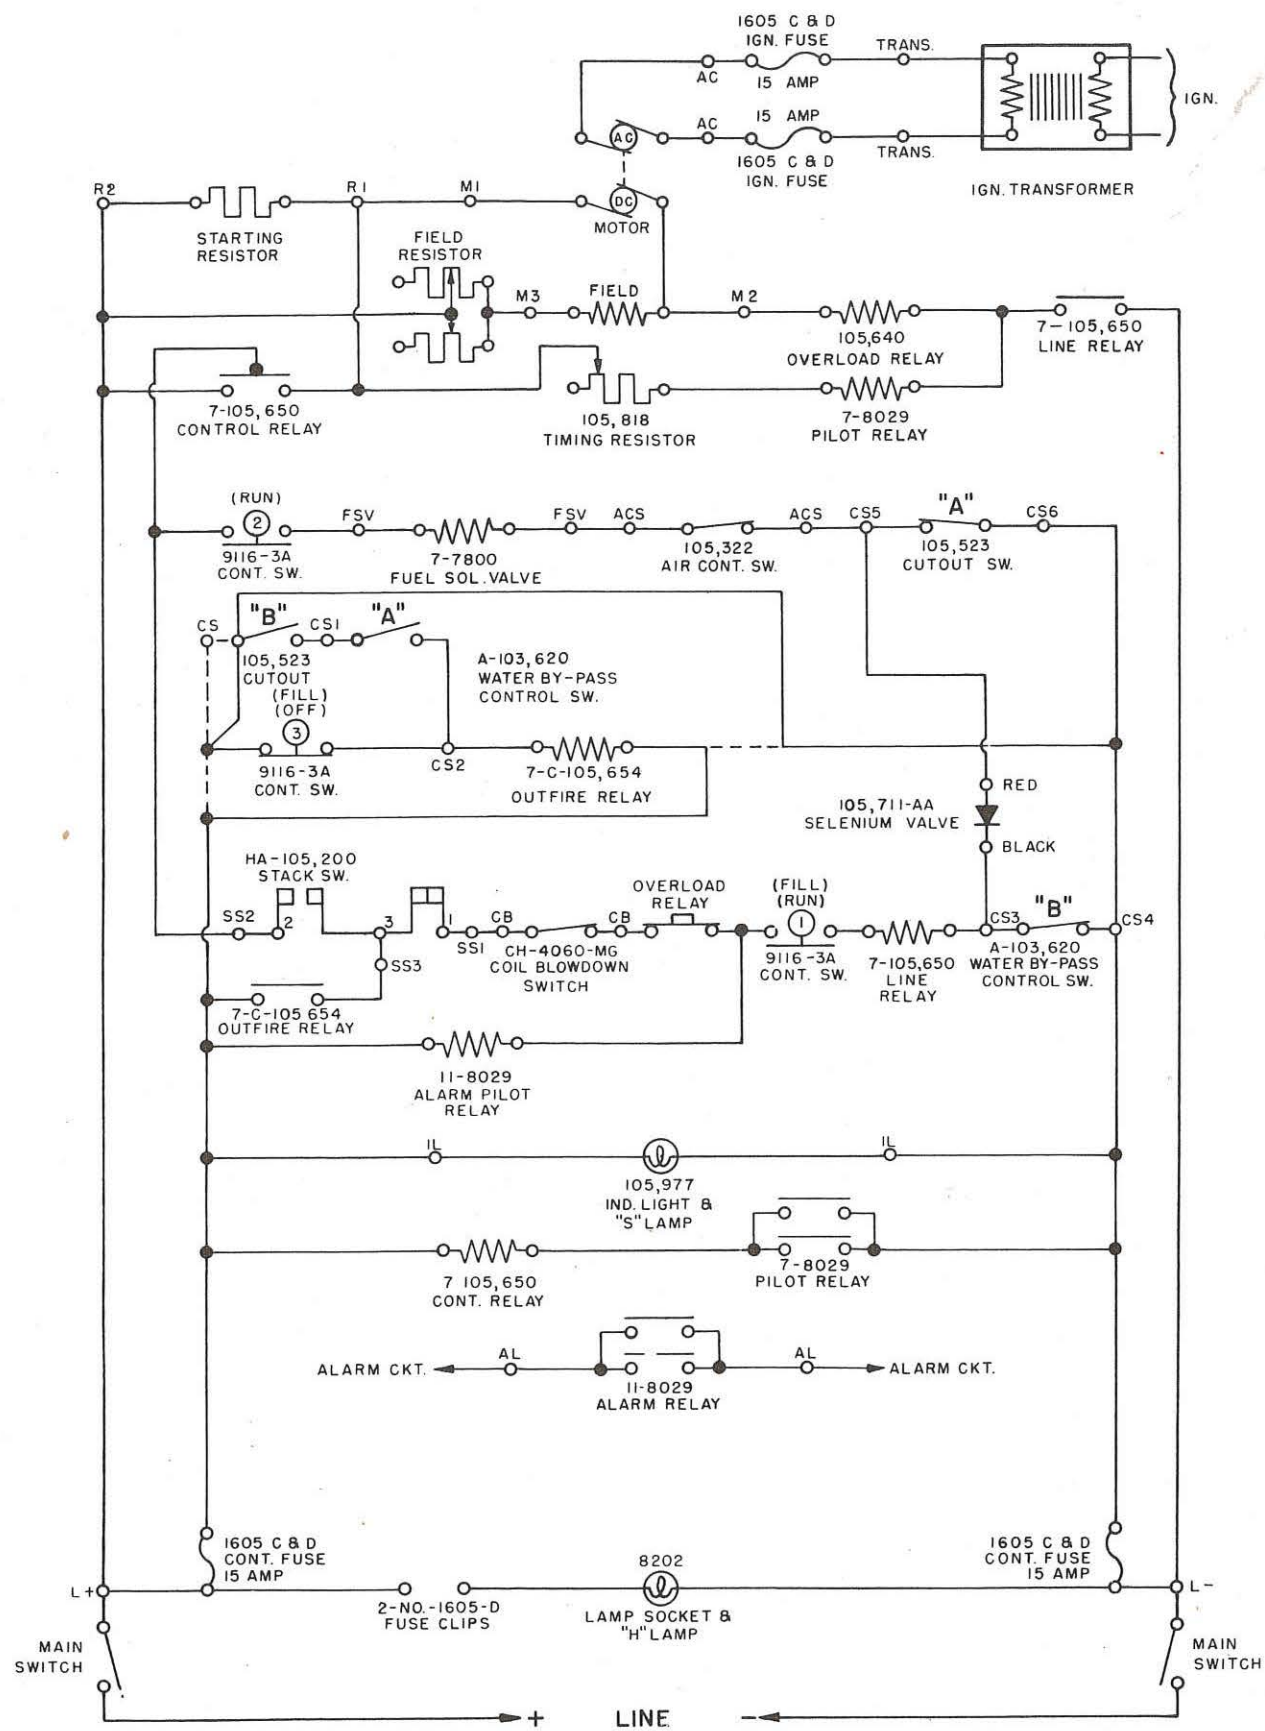 1605 C & D
IGN. FUSE
TRANS.
AC
15 AMP
IGN.
15 AMP
AC
AC
1605 C & D
IGN. FUSE
TRANS.
IGN. TRANSFORMER
R2
R1
M1
DC
MOTOR
STARTING
RESISTOR
FIELD
RESISTOR
M3
FIELD
M2
105,640
OVERLOAD RELAY
7-105,650
LINE RELAY
7-105,650
CONTROL RELAY
105,818
TIMING RESISTOR
7-8029
PILOT RELAY
(RUN)
2
9116-3A
CONT. SW.
FSV
7-7800
FUEL SOL. VALVE
FSV
ACS
105,322
AIR CONT. SW.
ACS
CS5
"A"
105,523
CUTOUT SW.
CS6
CS
"B"
CS1
"A"
105,523
CUTOUT
(FILL)
(OFF)
3
9116-3A
CONT. SW.
A-103,620
WATER BY-PASS
CONTROL SW.
CS2
7-C-105,654
OUTFIRE RELAY
RED
105,711-AA
SELENIUM VALVE
BLACK
HA-105,200
STACK SW.
SS2
2
3
1
SS1
SS3
CB
CB
CH-4060-MG
COIL BLOWDOWN
SWITCH
OVERLOAD
RELAY
(FILL)
(RUN)
1
9116-3A
CONT. SW.
7-105,650
LINE
RELAY
CS3
"B"
CS4
A-103,620
WATER BY-PASS
CONTROL SW.
7-C-105 654
OUTFIRE RELAY
11-8029
ALARM PILOT
RELAY
IL
IL
105,977
IND. LIGHT &
"S" LAMP
7 105,650
CONT. RELAY
7-8029
PILOT RELAY
ALARM CKT.
AL
AL
ALARM CKT.
11-8029
ALARM RELAY
1605 C & D
CONT. FUSE
15 AMP
1605 C & D
CONT. FUSE
15 AMP
L+
2-NO.-1605-D
FUSE CLIPS
8202
LAMP SOCKET &
"H" LAMP
L-
MAIN
SWITCH
MAIN
SWITCH
+ LINE -